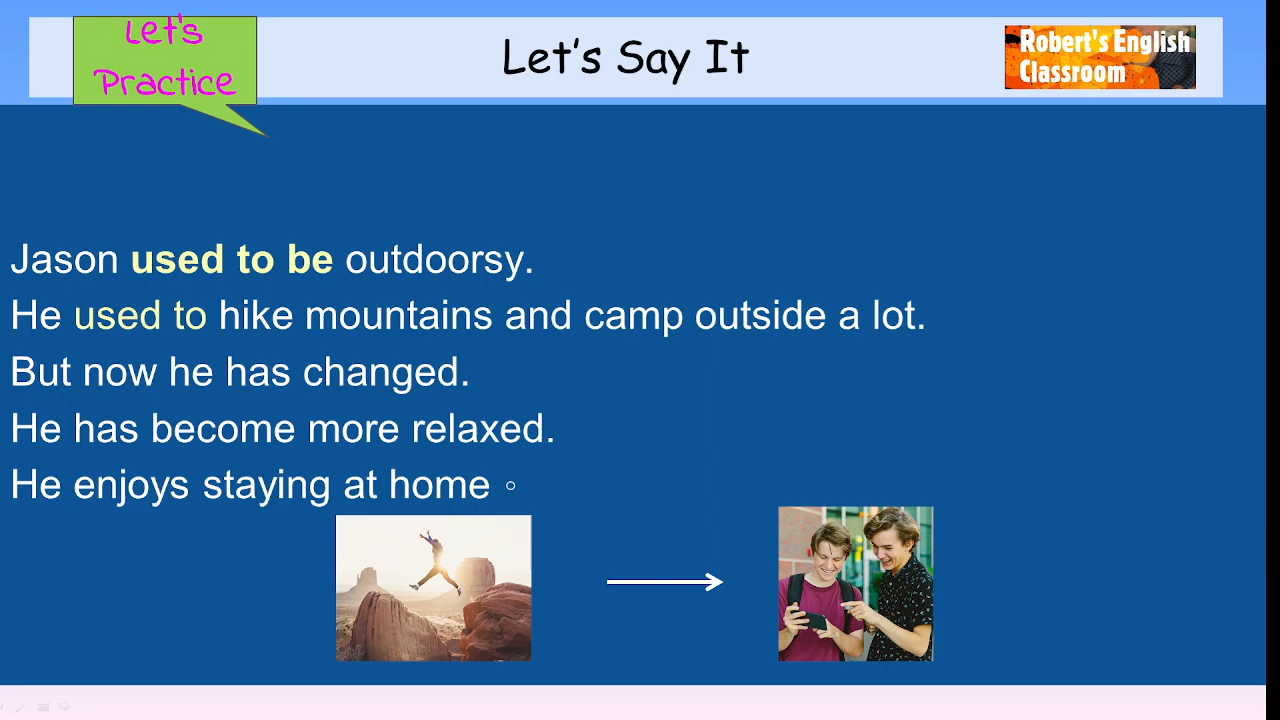 Let's
Practice
Let's Say It
Robert's English
Classroom
Jason used to be outdoorsy.
He used to hike mountains and camp outside a lot.
But now he has changed.
He has become more relaxed.
He enjoys staying at home。